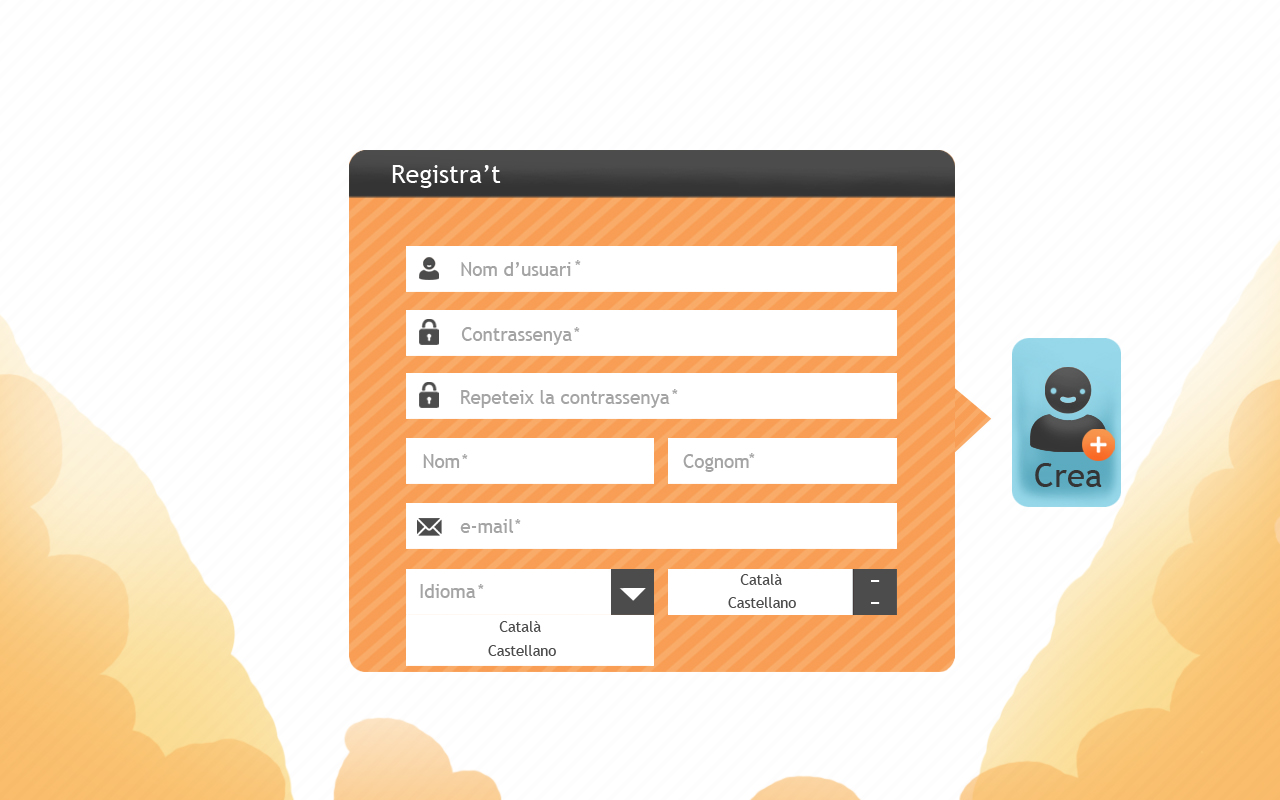 Registra’t
Nom d’usuari*
Contrassenya*
Repeteix la contrassenya*
Nom*
Cognom*
e-mail*
Idioma*
Català
Castellano
Català
Castellano
Crea